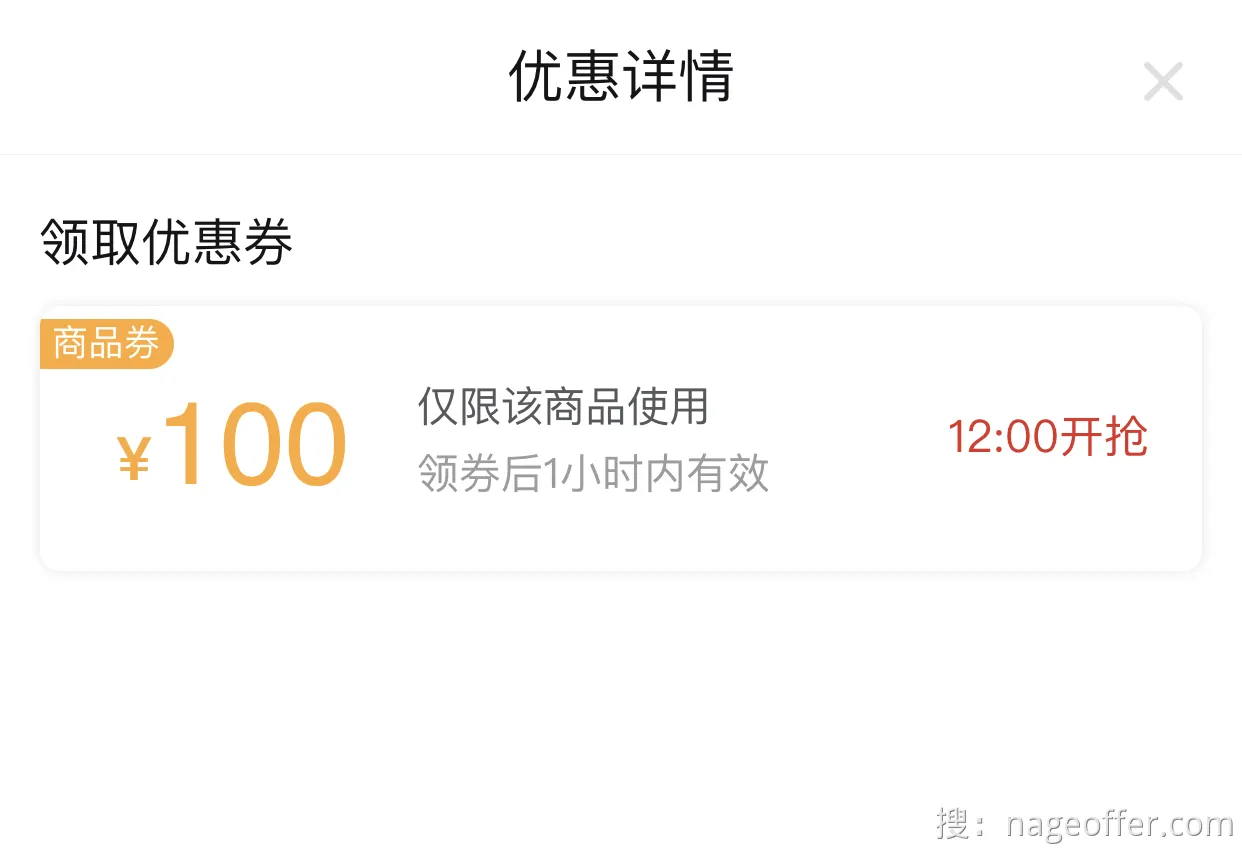 优惠详情
领取优惠券
商品券
¥100
仅限该商品使用
领券后1小时内有效
12:00开抢
搜：nageoffer.com